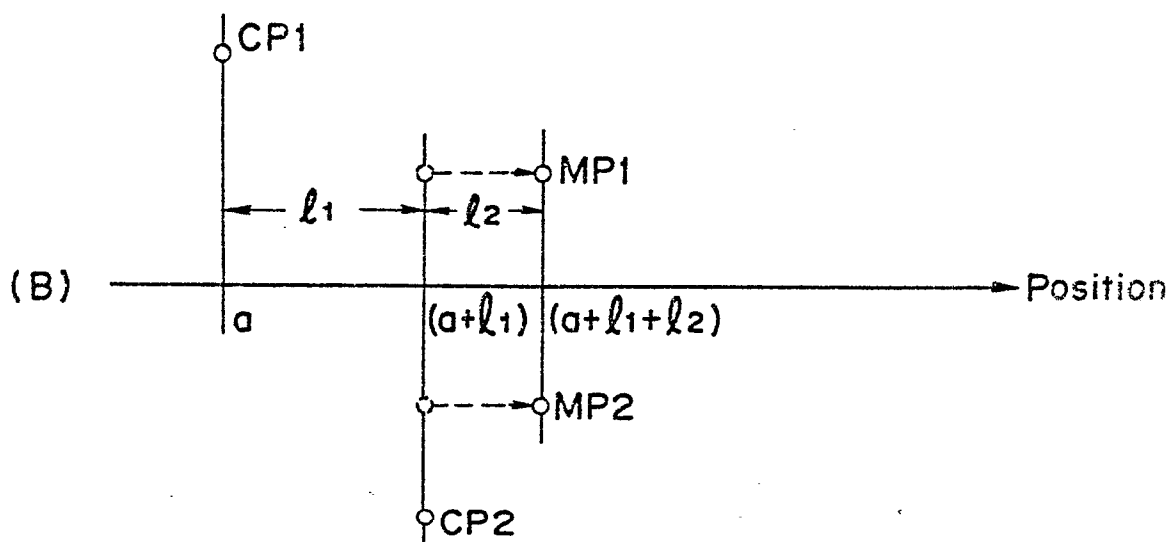 CP1
MP1
ℓ1 ℓ2
(B) Position
a (a+ℓ1) (a+ℓ1+ℓ2)
MP2
CP2